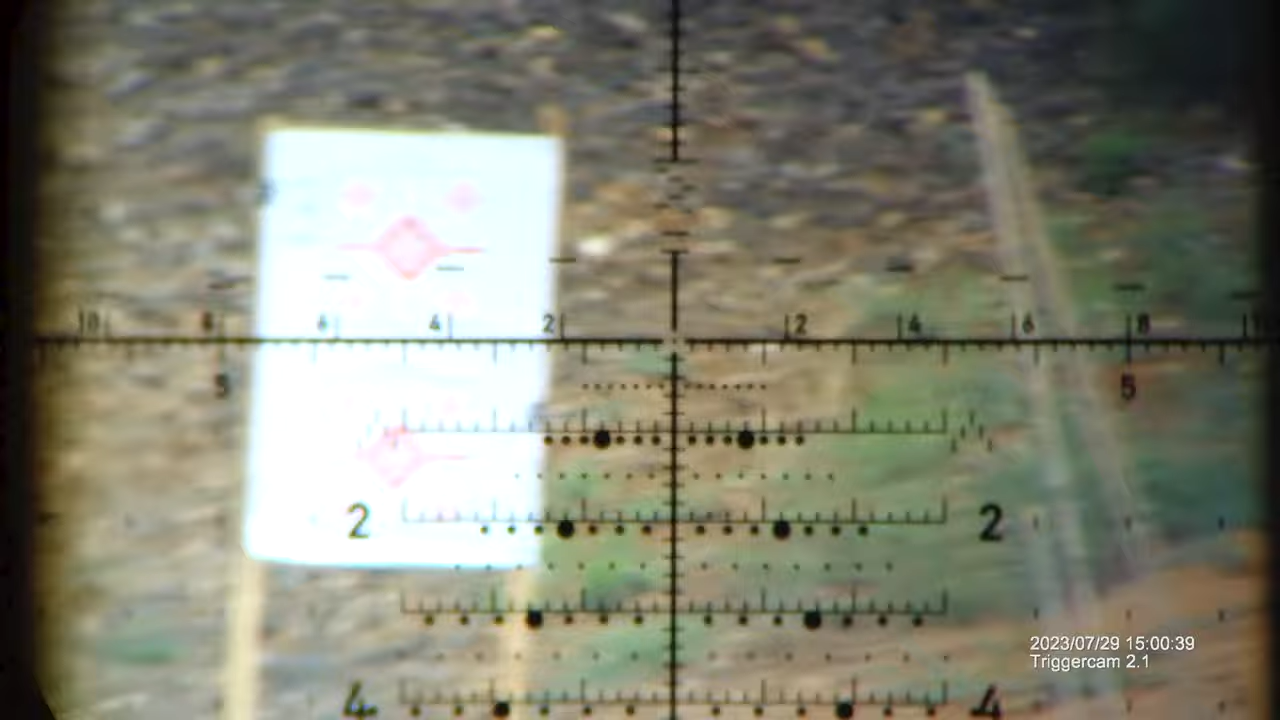 10 8 6 4 2 2 4 6 8 1
5 5
2 2
4 4
2023/07/29 15:00:39
Triggercam 2.1